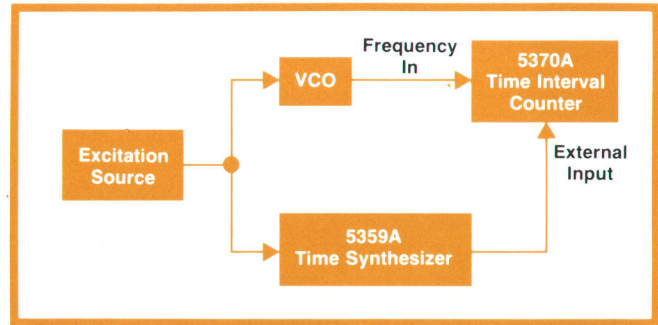 Frequency
In
VCO
5370A
Time Interval
Counter
Excitation
Source
External
Input
5359A
Time Synthesizer